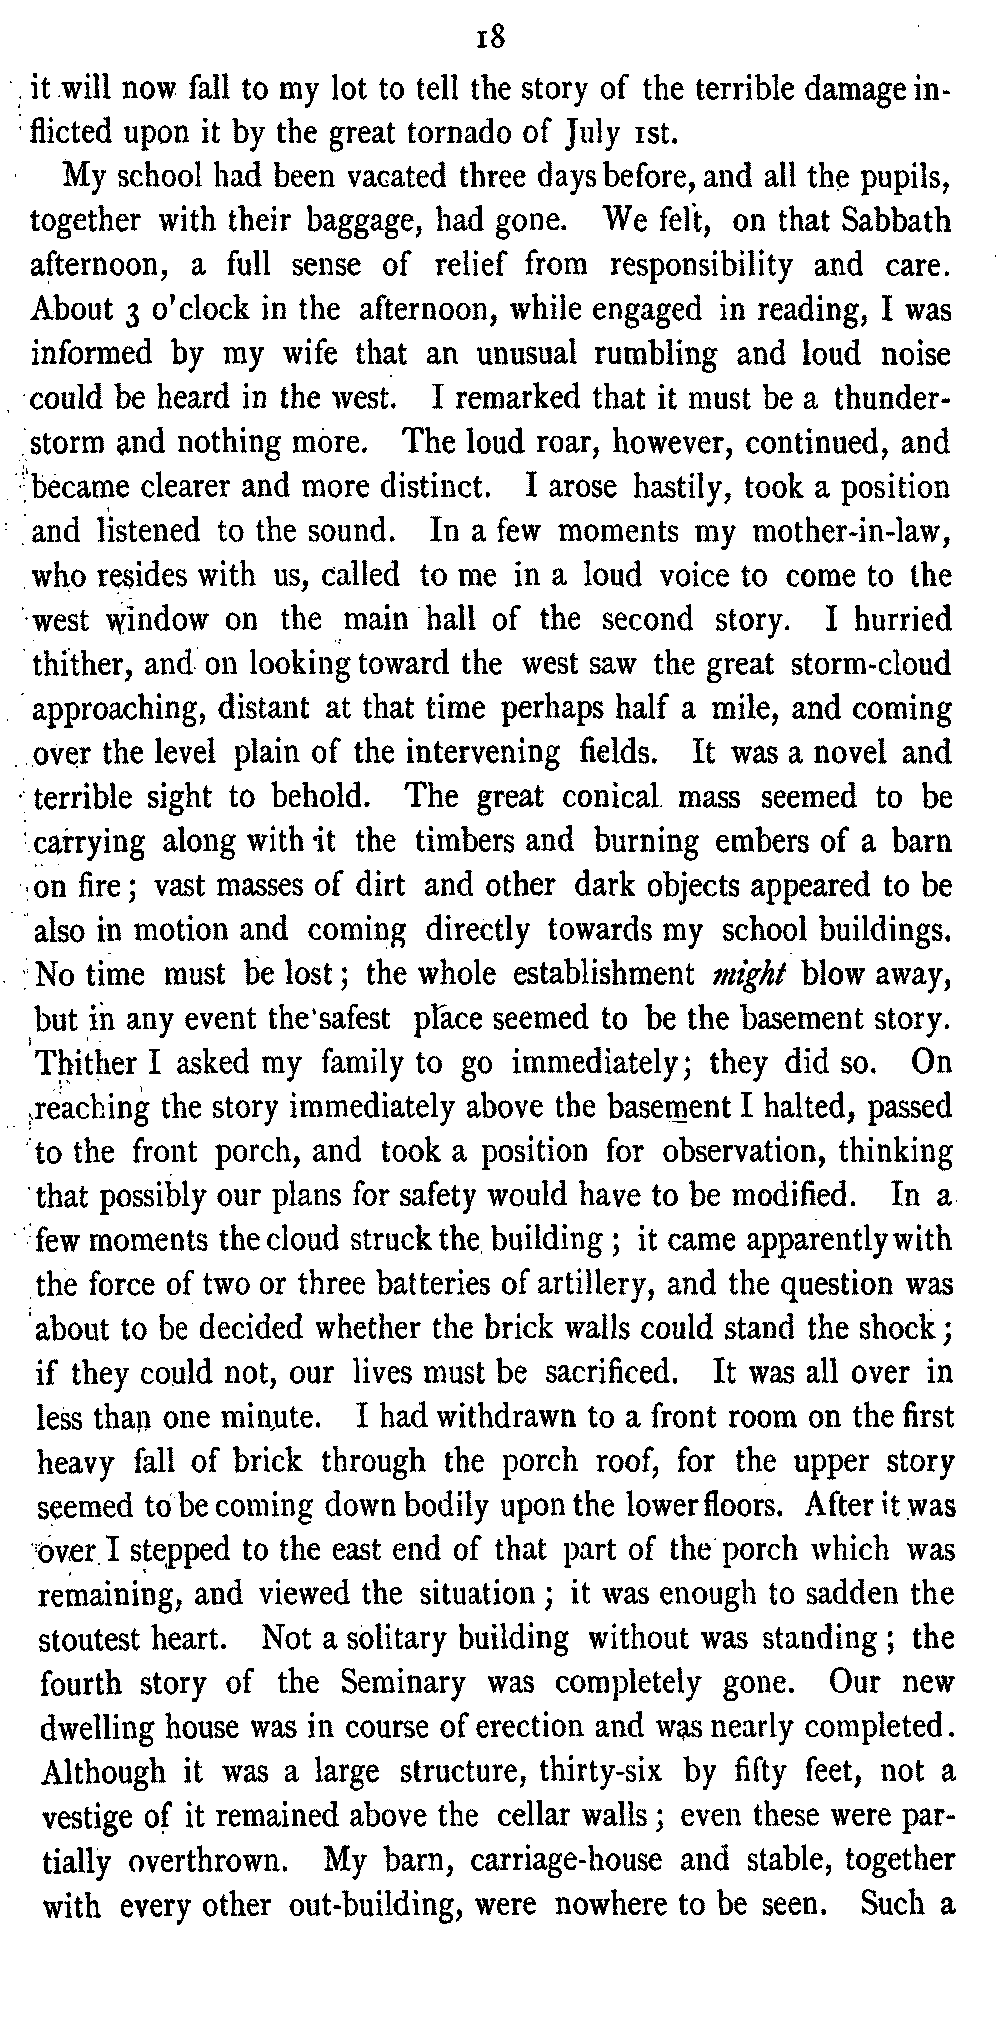 18
it will now fall to my lot to tell the story of the terrible damage in-
flicted upon it by the great tornado of July 1st.
My school had been vacated three days before, and all the pupils,
together with their baggage, had gone. We felt, on that Sabbath
afternoon, a full sense of relief from responsibility and care.
About 3 o'clock in the afternoon, while engaged in reading, I was
informed by my wife that an unusual rumbling and loud noise
could be heard in the west. I remarked that it must be a thunder-
storm and nothing more. The loud roar, however, continued, and
became clearer and more distinct. I arose hastily, took a position
and listened to the sound. In a few moments my mother-in-law,
who resides with us, called to me in a loud voice to come to the
west window on the main hall of the second story. I hurried
thither, and on looking toward the west saw the great storm-cloud
approaching, distant at that time perhaps half a mile, and coming
over the level plain of the intervening fields. It was a novel and
terrible sight to behold. The great conical mass seemed to be
carrying along with it the timbers and burning embers of a barn
on fire; vast masses of dirt and other dark objects appeared to be
also in motion and coming directly towards my school buildings.
No time must be lost; the whole establishment might blow away,
but in any event the safest place seemed to be the basement story.
Thither I asked my family to go immediately; they did so. On
reaching the story immediately above the basement I halted, passed
to the front porch, and took a position for observation, thinking
that possibly our plans for safety would have to be modified. In a
few moments the cloud struck the building; it came apparently with
the force of two or three batteries of artillery, and the question was
about to be decided whether the brick walls could stand the shock;
if they could not, our lives must be sacrificed. It was all over in
less than one minute. I had withdrawn to a front room on the first
heavy fall of brick through the porch roof, for the upper story
seemed to be coming down bodily upon the lower floors. After it was
over I stepped to the east end of that part of the porch which was
remaining, and viewed the situation; it was enough to sadden the
stoutest heart. Not a solitary building without was standing; the
fourth story of the Seminary was completely gone. Our new
dwelling house was in course of erection and was nearly completed.
Although it was a large structure, thirty-six by fifty feet, not a
vestige of it remained above the cellar walls; even these were par-
tially overthrown. My barn, carriage-house and stable, together
with every other out-building, were nowhere to be seen. Such a